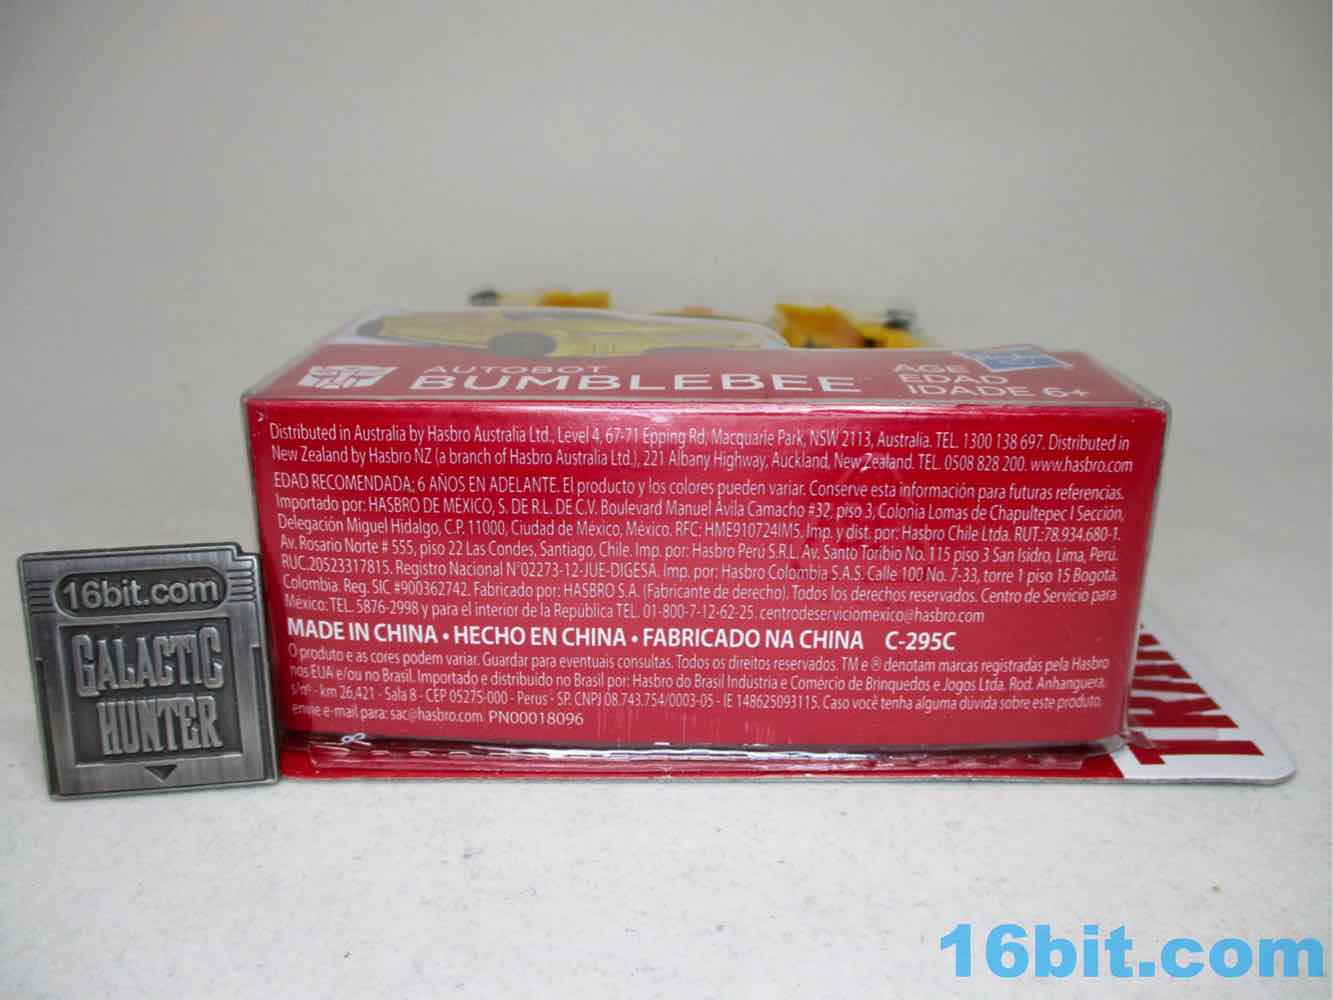 AUTOBOT
BUMBLEBEE
AGE
EDAD
IDADE 6+
Distributed in Australia by Hasbro Australia Ltd., Level 4, 67-71 Epping Rd, Macquarie Park, NSW 2113, Australia. TEL. 1300 138 697. Distributed in
New Zealand by Hasbro NZ (a branch of Hasbro Australia Ltd.), 221 Albany Highway, Auckland, New Zealand. TEL. 0508 828 200. www.hasbro.com
EDAD RECOMENDADA: 6 AÑOS EN ADELANTE. El producto y los colores pueden variar. Conserve esta información para futuras referencias.
Importado por: HASBRO DE MÉXICO, S. DE R.L. DE C.V. Boulevard Manuel Ávila Camacho #32, piso 3, Colonia Lomas de Chapultepec I Sección,
Delegación Miguel Hidalgo, C.P. 11000, Ciudad de México, México. RFC: HME910724IM5. Imp. y dist. por: Hasbro Chile Ltda. RUT.:78.934.680-1.
Av. Rosario Norte # 555, piso 22 Las Condes, Santiago, Chile. Imp. por: Hasbro Perú S.R.L. Av. Santo Toribio No. 115 piso 3 San Isidro, Lima, Perú.
RUC.20523317815. Registro Nacional N°02273-12-JUE-DIGESA. Imp. por: Hasbro Colombia S.A.S. Calle 100 No. 7-33, torre 1 piso 15 Bogotá,
Colombia. Reg. SIC #900362742. Fabricado por: HASBRO S.A. (Fabricante de derecho). Todos los derechos reservados. Centro de Servicio para
México: TEL. 5876-2998 y para el interior de la República TEL. 01-800-7-12-62-25. centrodeserviciomexico@hasbro.com
MADE IN CHINA • HECHO EN CHINA • FABRICADO NA CHINA C-295C
O produto e as cores podem variar. Guardar para eventuais consultas. Todos os direitos reservados. TM e ® denotam marcas registradas pela Hasbro
nos EUA e/ou no Brasil. Importado e distribuído no Brasil por: Hasbro do Brasil Indústria e Comércio de Brinquedos e Jogos Ltda. Rod. Anhanguera,
s/nº - km 26,421 - Sala 8 - CEP 05275-000 - Perus - SP. CNPJ 08.743.754/0003-05 - IE 148625093115. Caso você tenha alguma dúvida sobre este produto,
envie e-mail para: sac@hasbro.com PN00018096
16bit.com
GALACTIC
HUNTER
16bit.com